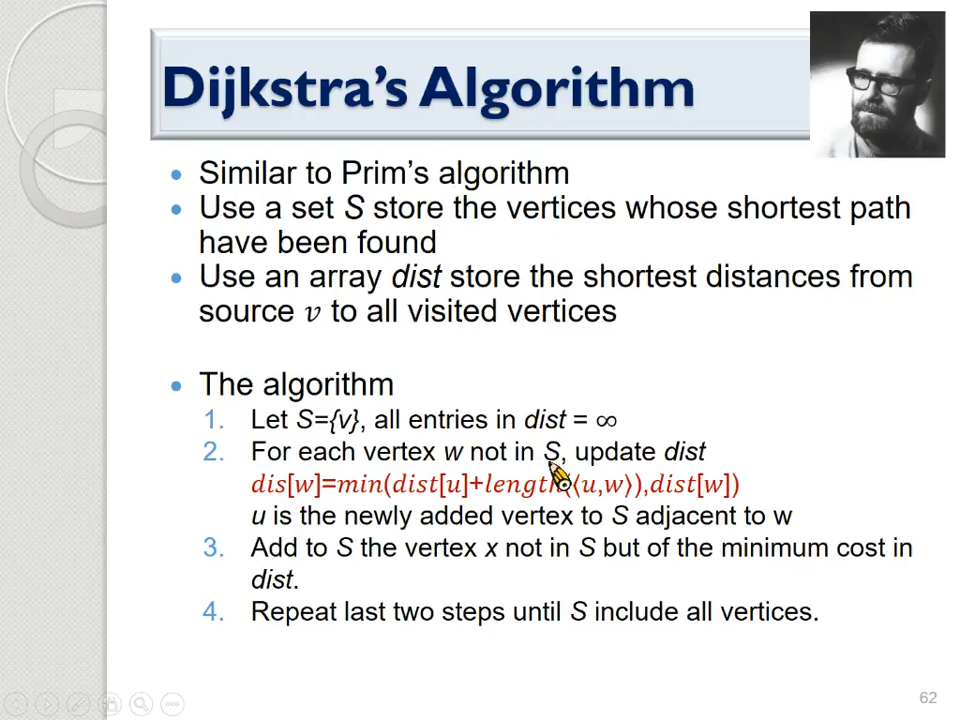 Dijkstra's Algorithm
• Similar to Prim's algorithm
• Use a set S store the vertices whose shortest path
have been found
• Use an array dist store the shortest distances from
source v to all visited vertices
• The algorithm
1. Let S={v}, all entries in dist = ∞
2. For each vertex w not in S, update dist
dis[w]=min(dist[u]+length(⟨u,w⟩),dist[w])
u is the newly added vertex to S adjacent to w
3. Add to S the vertex x not in S but of the minimum cost in
dist.
4. Repeat last two steps until S include all vertices.
62